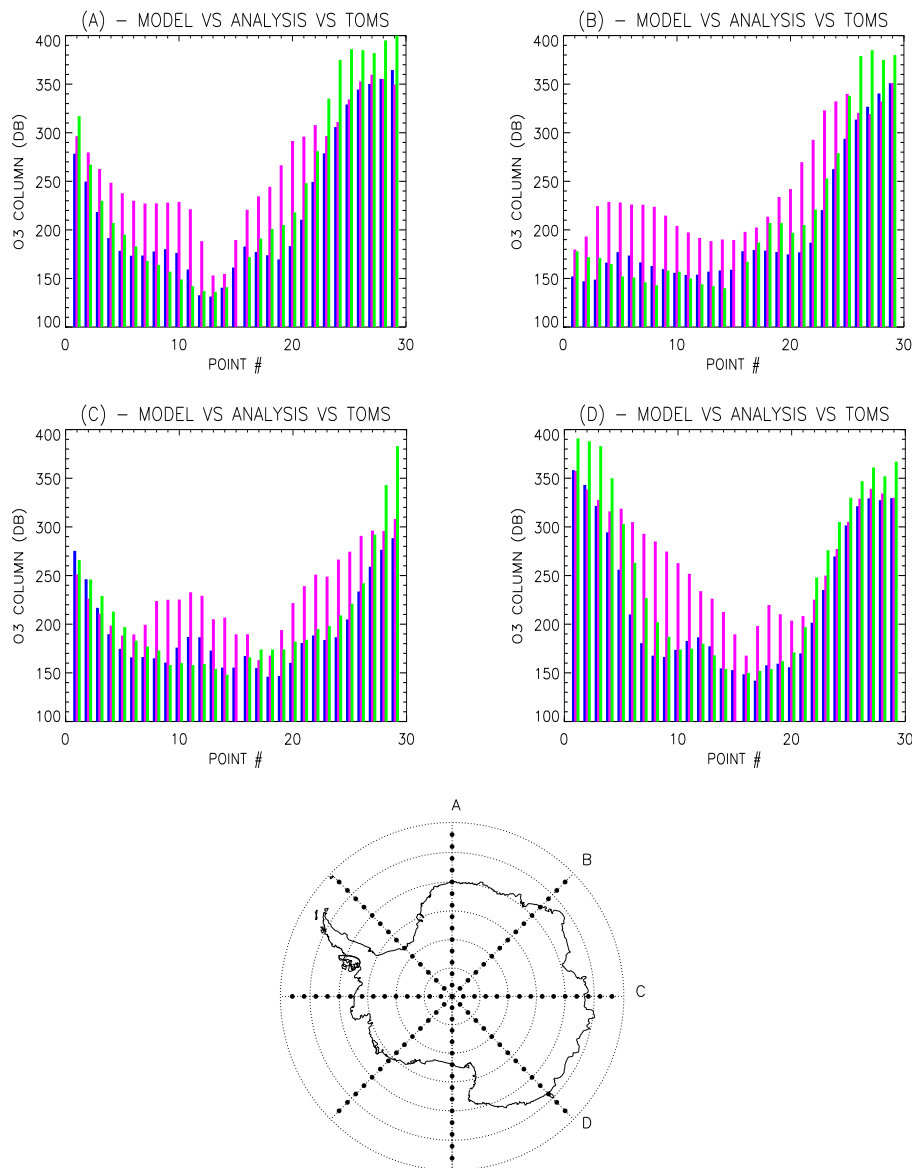 (A) – MODEL VS ANALYSIS VS TOMS
O3 COLUMN (DB)
400
350
300
250
200
150
100
0 10 20 30
POINT #
(B) – MODEL VS ANALYSIS VS TOMS
O3 COLUMN (DB)
400
350
300
250
200
150
100
0 10 20 30
POINT #
(C) – MODEL VS ANALYSIS VS TOMS
O3 COLUMN (DB)
400
350
300
250
200
150
100
0 10 20 30
POINT #
(D) – MODEL VS ANALYSIS VS TOMS
O3 COLUMN (DB)
400
350
300
250
200
150
100
0 10 20 30
POINT #
A
B
C
D